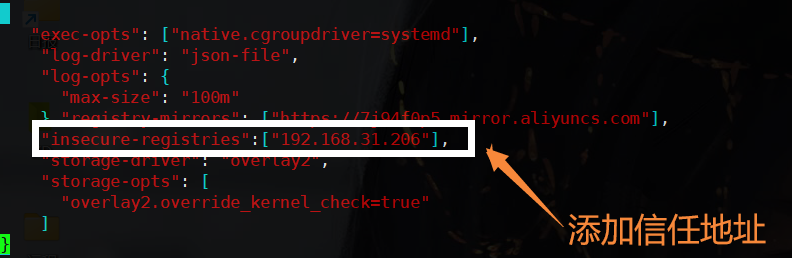 "exec-opts": ["native.cgroupdriver=systemd"],
"log-driver": "json-file",
"log-opts": {
"max-size": "100m"
} "registry-mirrors": ["https://7j94f0n5.mirror.aliyuncs.com"],
"insecure-registries":["192.168.31.206"],
"storage-driver": "overlay2",
"storage-opts": [
"overlay2.override_kernel_check=true"
]
}
添加信任地址